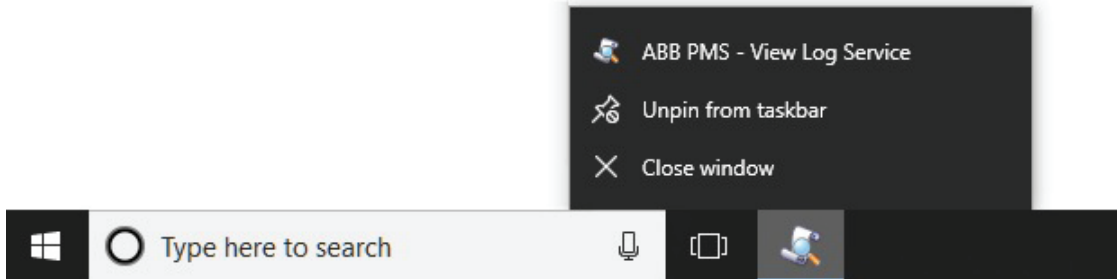 ABB PMS - View Log Service
Unpin from taskbar
Close window
Type here to search